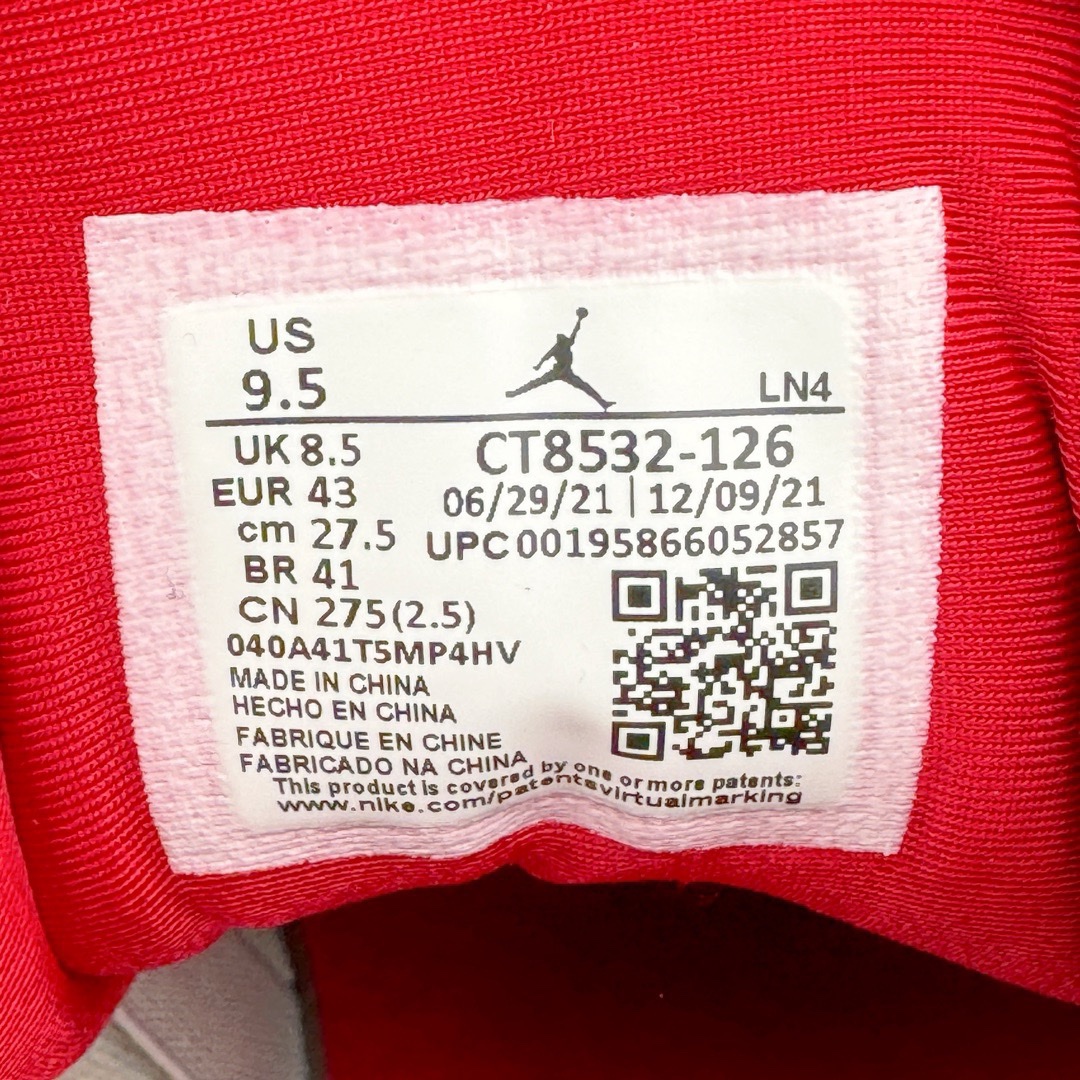 US
9.5
LN4
UK 8.5
CT8532-126
EUR 43
06/29/21 | 12/09/21
cm 27.5
UPC00195866052857
BR 41
CN 275(2.5)
040A41T5MP4HV
MADE IN CHINA
HECHO EN CHINA
FABRIQUE EN CHINE
FABRICADO NA CHINA
This product is covered by one or more patents:
www.nike.com/patentsvirtualmarking